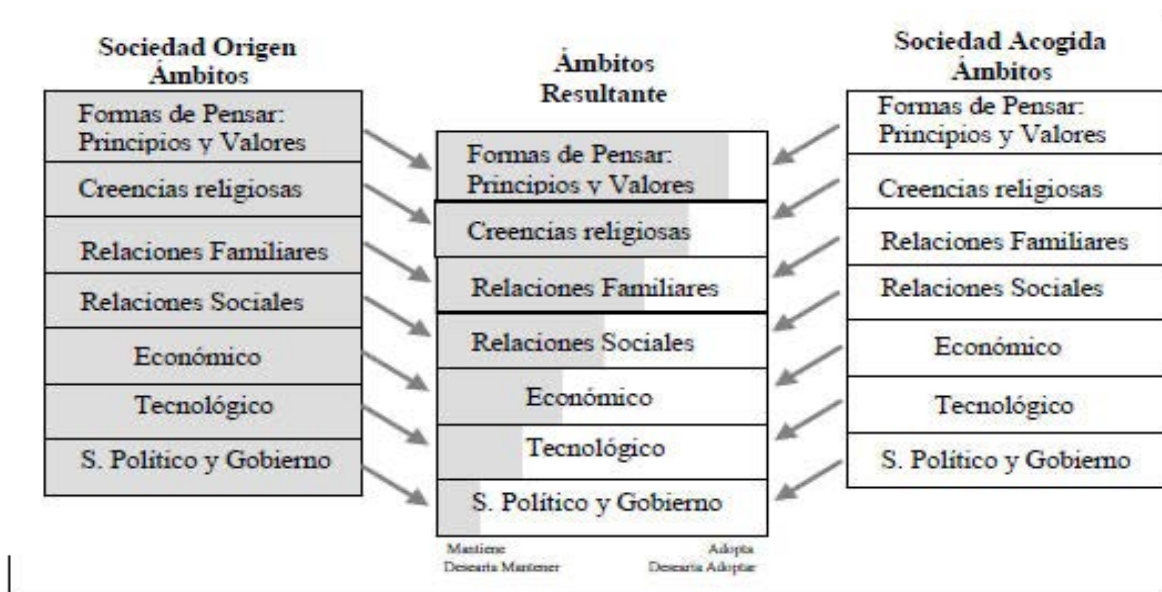 Sociedad Origen
Ámbitos
Formas de Pensar:
Principios y Valores
Creencias religiosas
Relaciones Familiares
Relaciones Sociales
Económico
Tecnológico
S. Político y Gobierno
Ámbitos
Resultante
Formas de Pensar:
Principios y Valores
Creencias religiosas
Relaciones Familiares
Relaciones Sociales
Económico
Tecnológico
S. Político y Gobierno
Mantiene
Desearía Mantener
Adopta
Desearía Adoptar
Sociedad Acogida
Ámbitos
Formas de Pensar:
Principios y Valores
Creencias religiosas
Relaciones Familiares
Relaciones Sociales
Económico
Tecnológico
S. Político y Gobierno